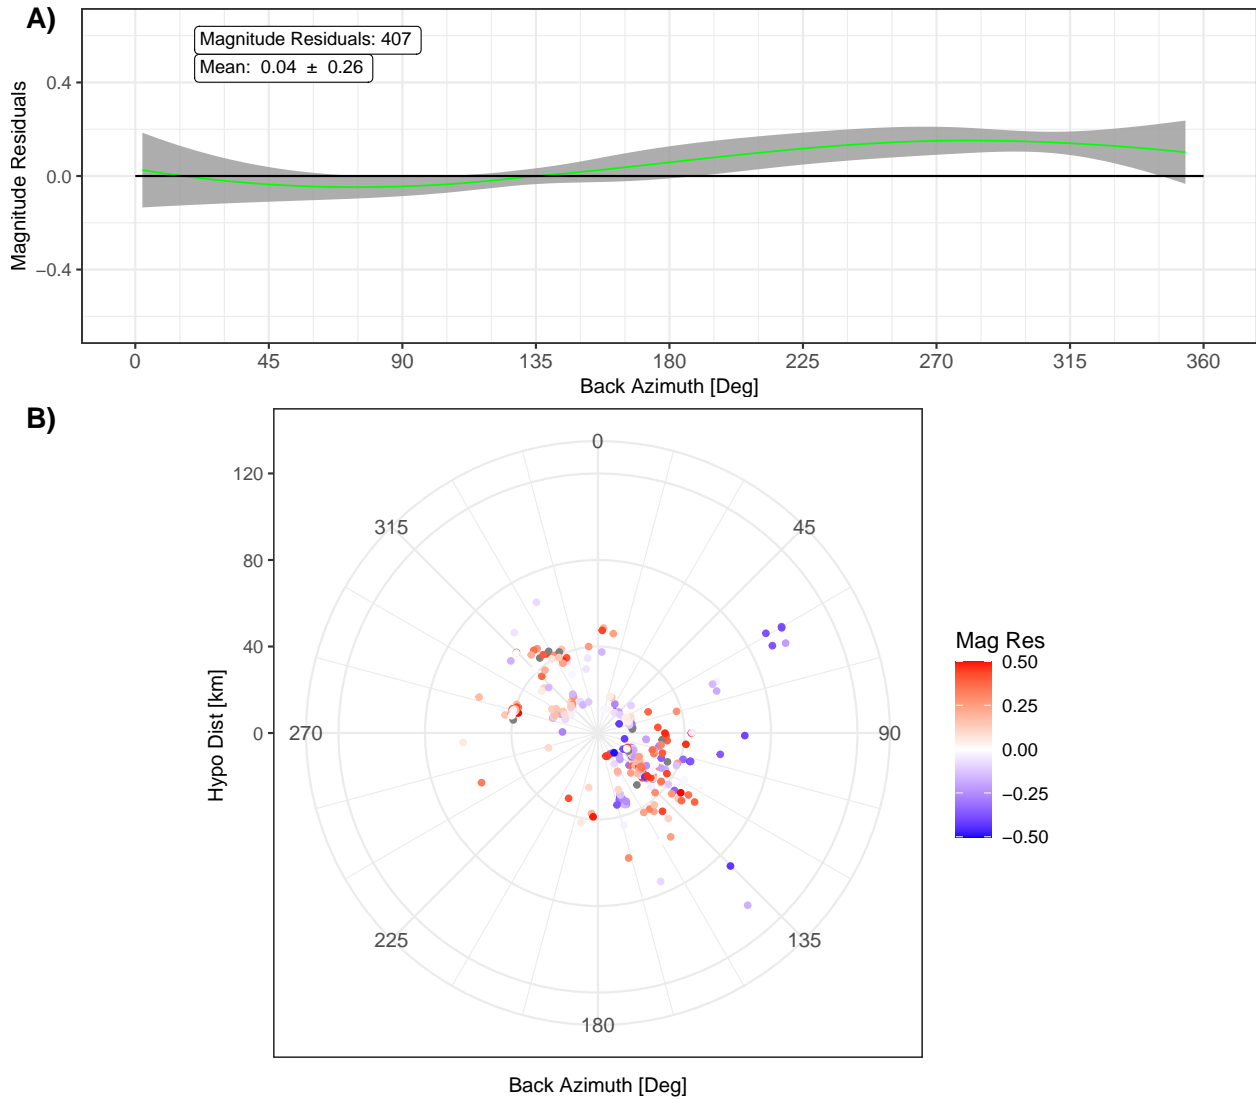 A)
Magnitude Residuals: 407
Mean:  0.04  ±  0.26
Magnitude Residuals
0.4
0.0
−0.4
0 45 90 135 180 225 270 315 360
Back Azimuth [Deg]
B)
Hypo Dist [km]
120
80
40
0
0
45
90
135
180
225
270
315
Back Azimuth [Deg]
Mag Res
0.50
0.25
0.00
−0.25
−0.50